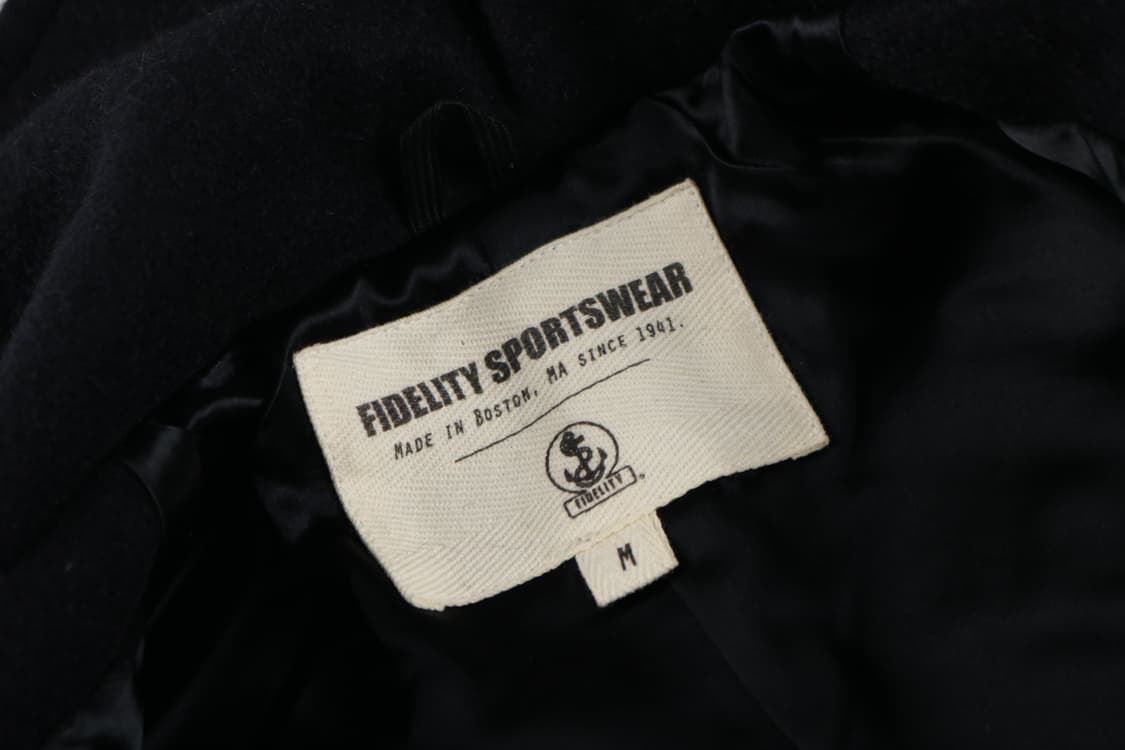 FIDELITY SPORTSWEAR
MADE IN BOSTON, MA SINCE 1941.
FIDELITY
M